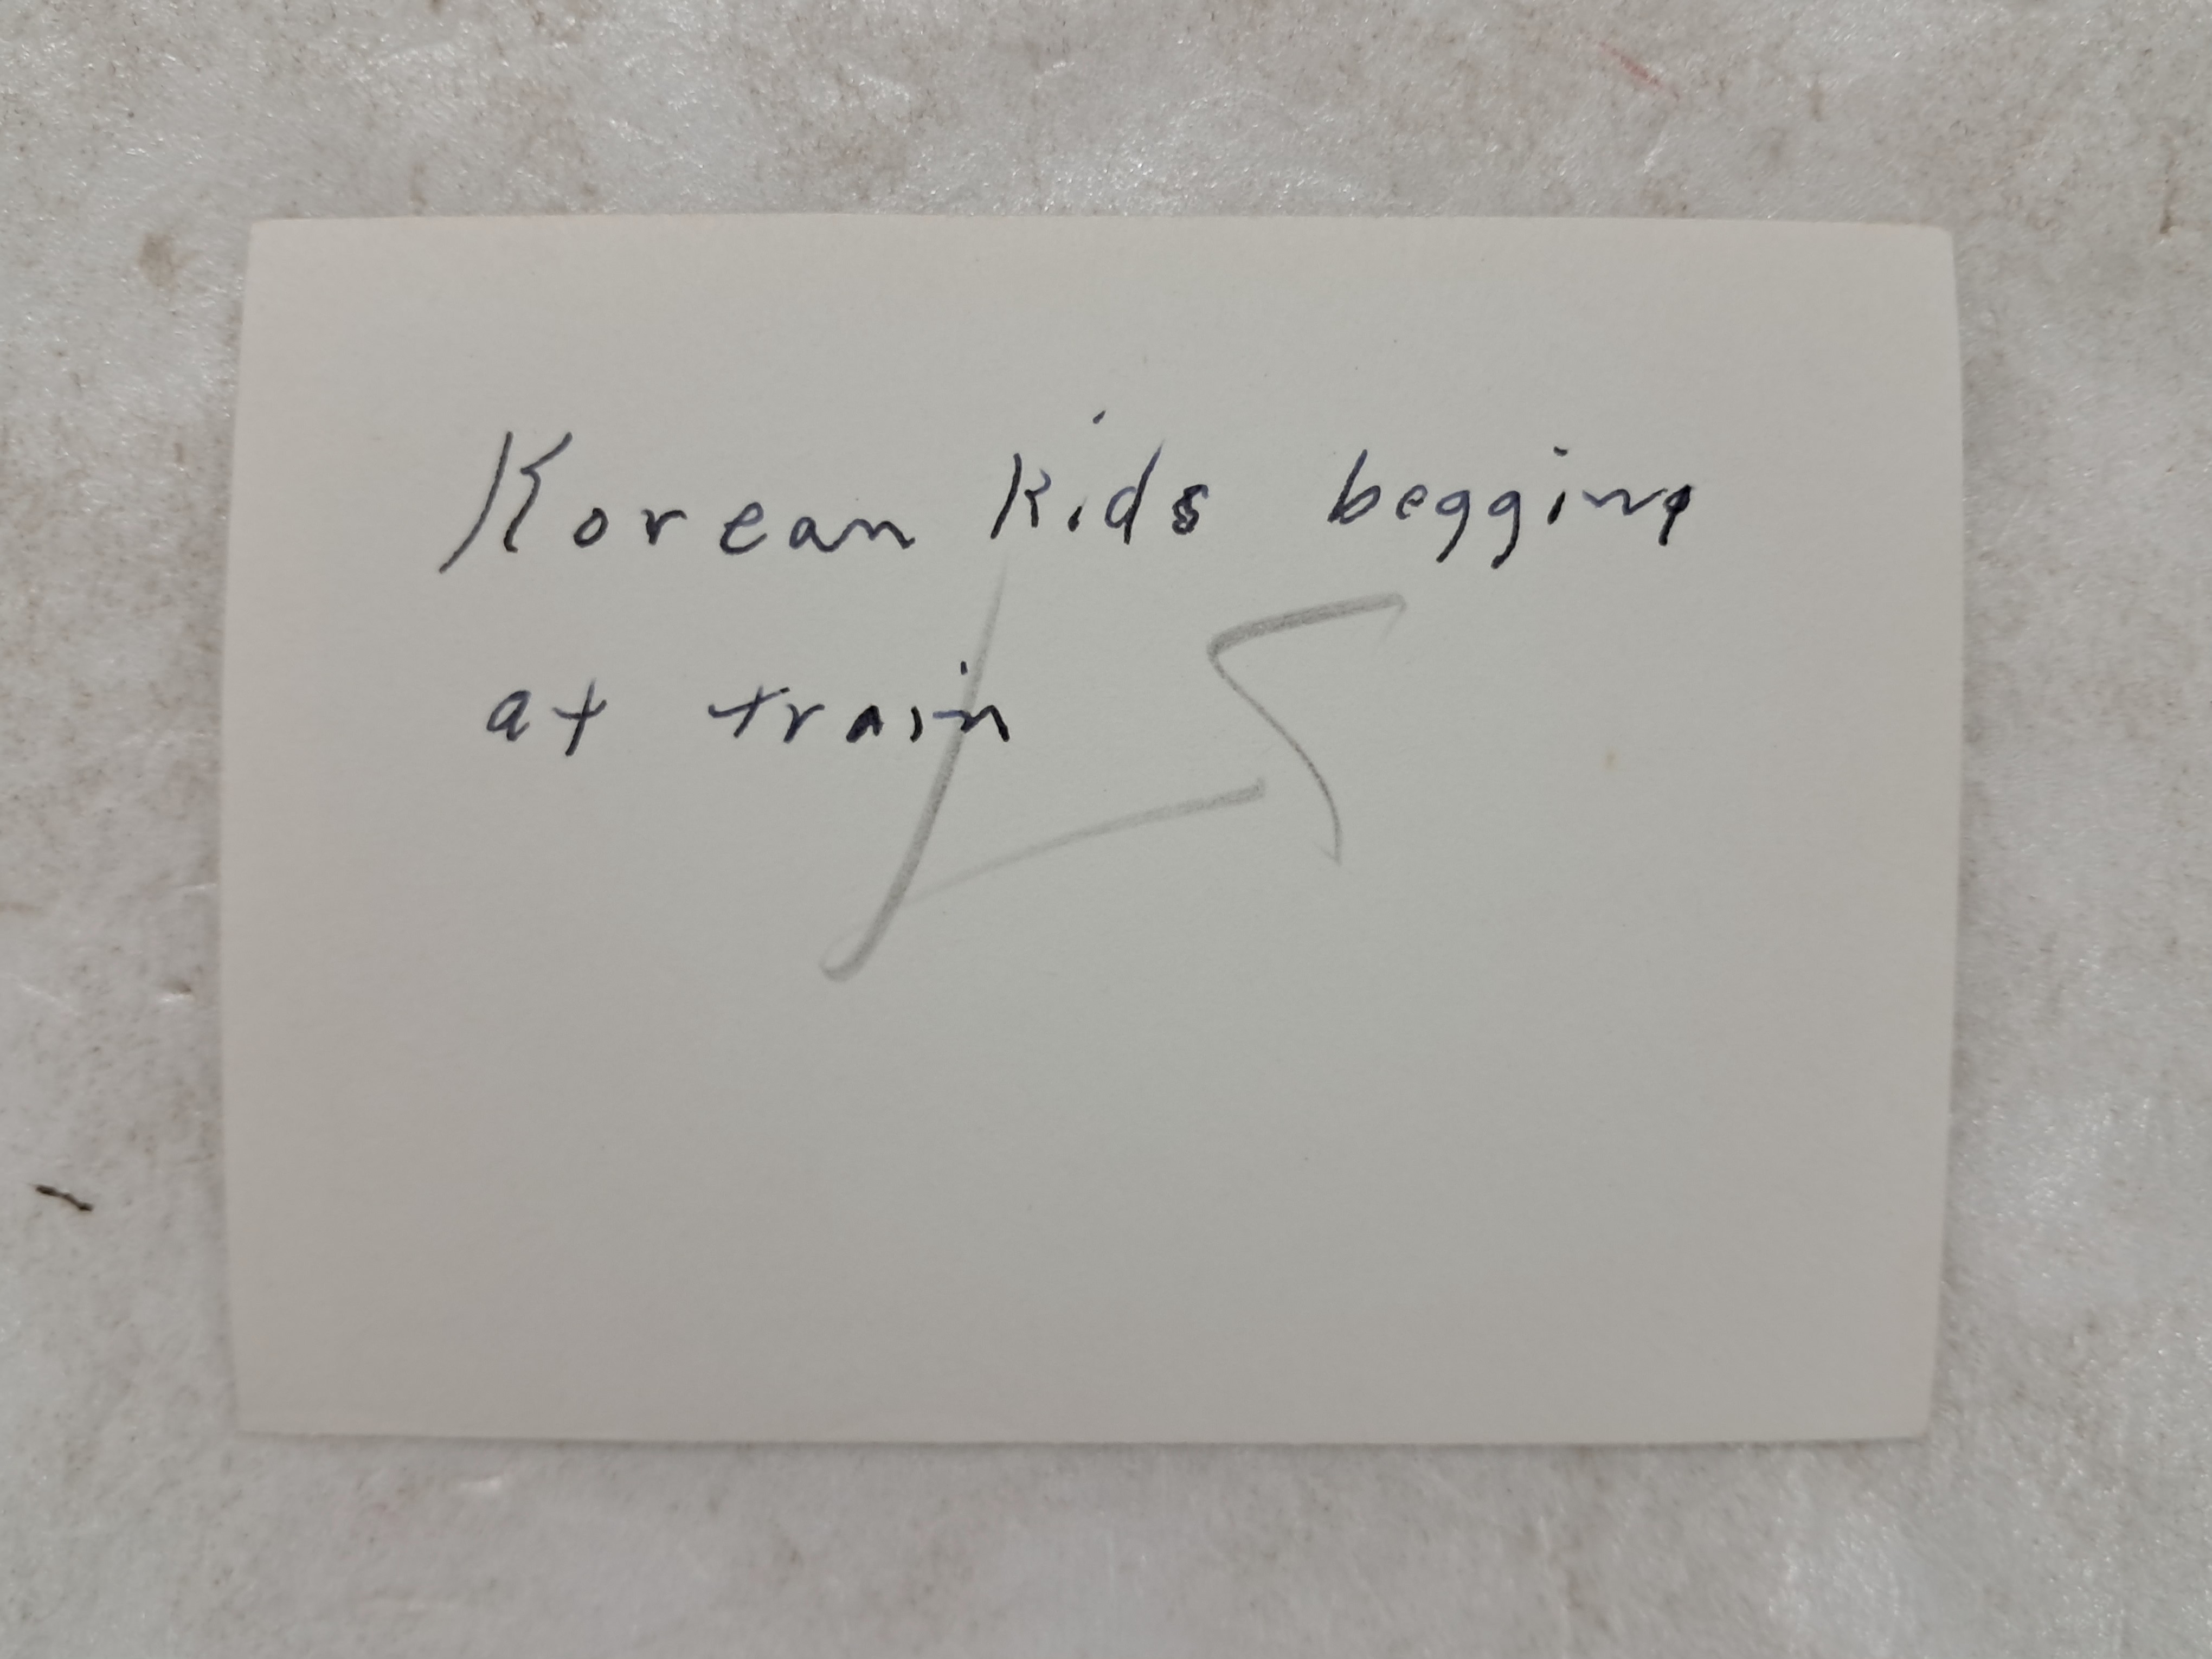 Korean kids begging
at train